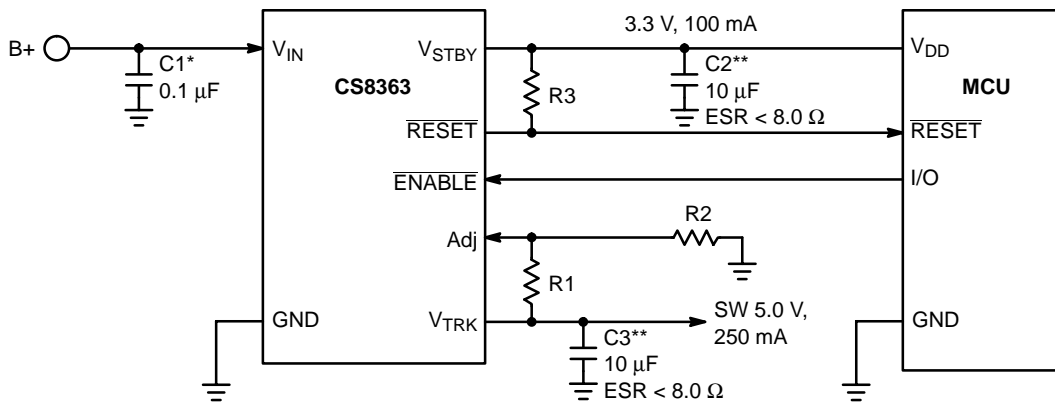 3.3 V, 100 mA
B+
V_IN
V_STBY
V_DD
C1*
0.1 μF
CS8363
C2**
10 μF
ESR < 8.0 Ω
MCU
R3
RESET
RESET
ENABLE
I/O
R2
Adj
R1
GND
V_TRK
SW 5.0 V,
250 mA
GND
C3**
10 μF
ESR < 8.0 Ω